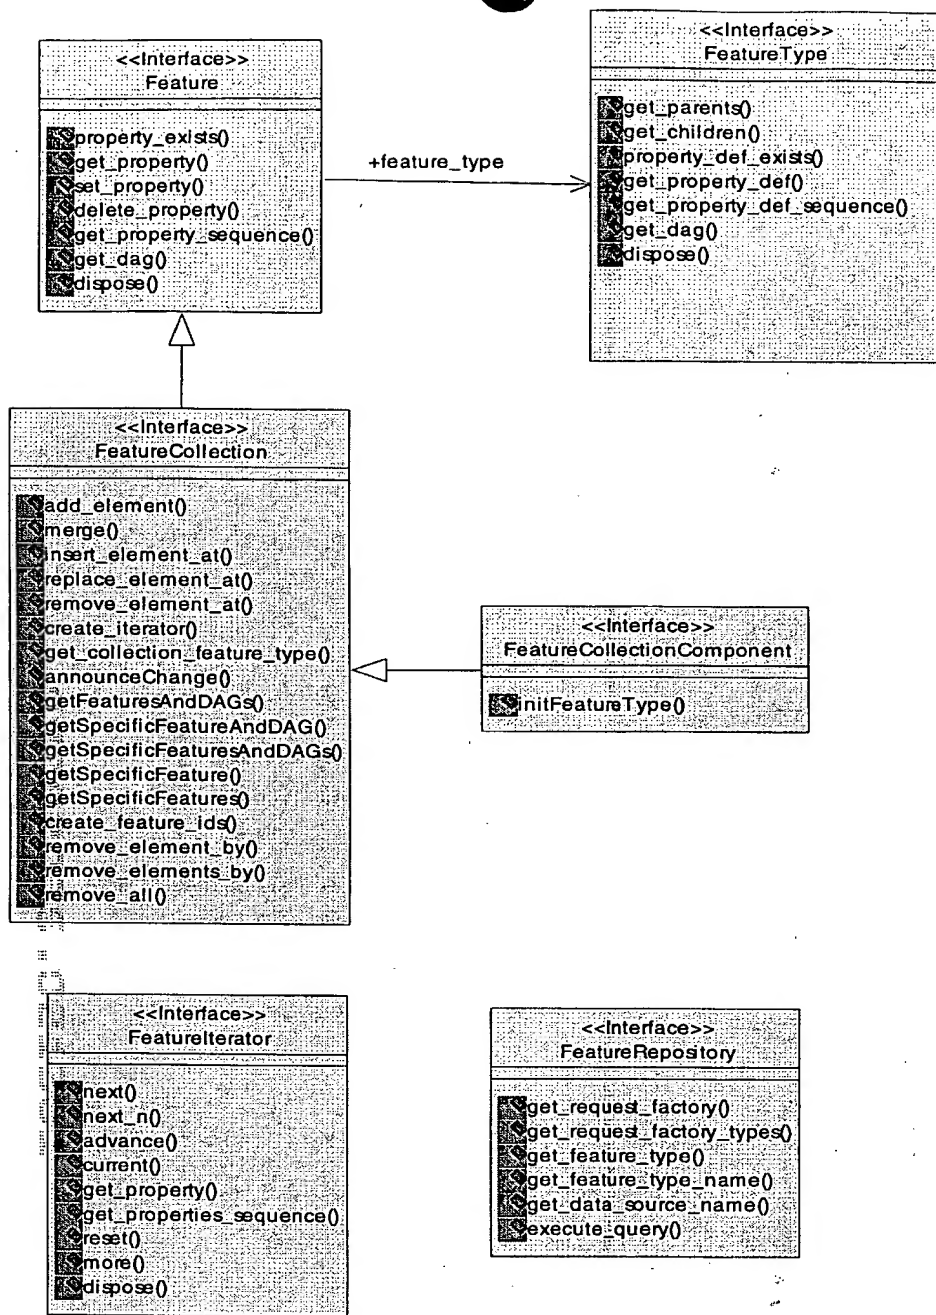 <<Interface>>
Feature
property_exists()
get_property()
set_property()
delete_property()
get_property_sequence()
get_dag()
dispose()
+feature_type
<<Interface>>
FeatureType
get_parents()
get_children()
property_def_exists()
get_property_def()
get_property_def_sequence()
get_dag()
dispose()
<<Interface>>
FeatureCollection
add_element()
merge()
insert_element_at()
replace_element_at()
remove_element_at()
create_iterator()
get_collection_feature_type()
announceChange()
getFeaturesAndDAGs()
getSpecificFeatureAndDAG()
getSpecificFeaturesAndDAGs()
getSpecificFeature()
getSpecificFeatures()
create_feature_ids()
remove_element_by()
remove_elements_by()
remove_all()
<<Interface>>
FeatureCollectionComponent
initFeatureType()
<<Interface>>
FeatureIterator
next()
next_n()
advance()
current()
get_property()
get_properties_sequence()
reset()
more()
dispose()
<<Interface>>
FeatureRepository
get_request_factory()
get_request_factory_types()
get_feature_type()
get_feature_type_name()
get_data_source_name()
execute_query()